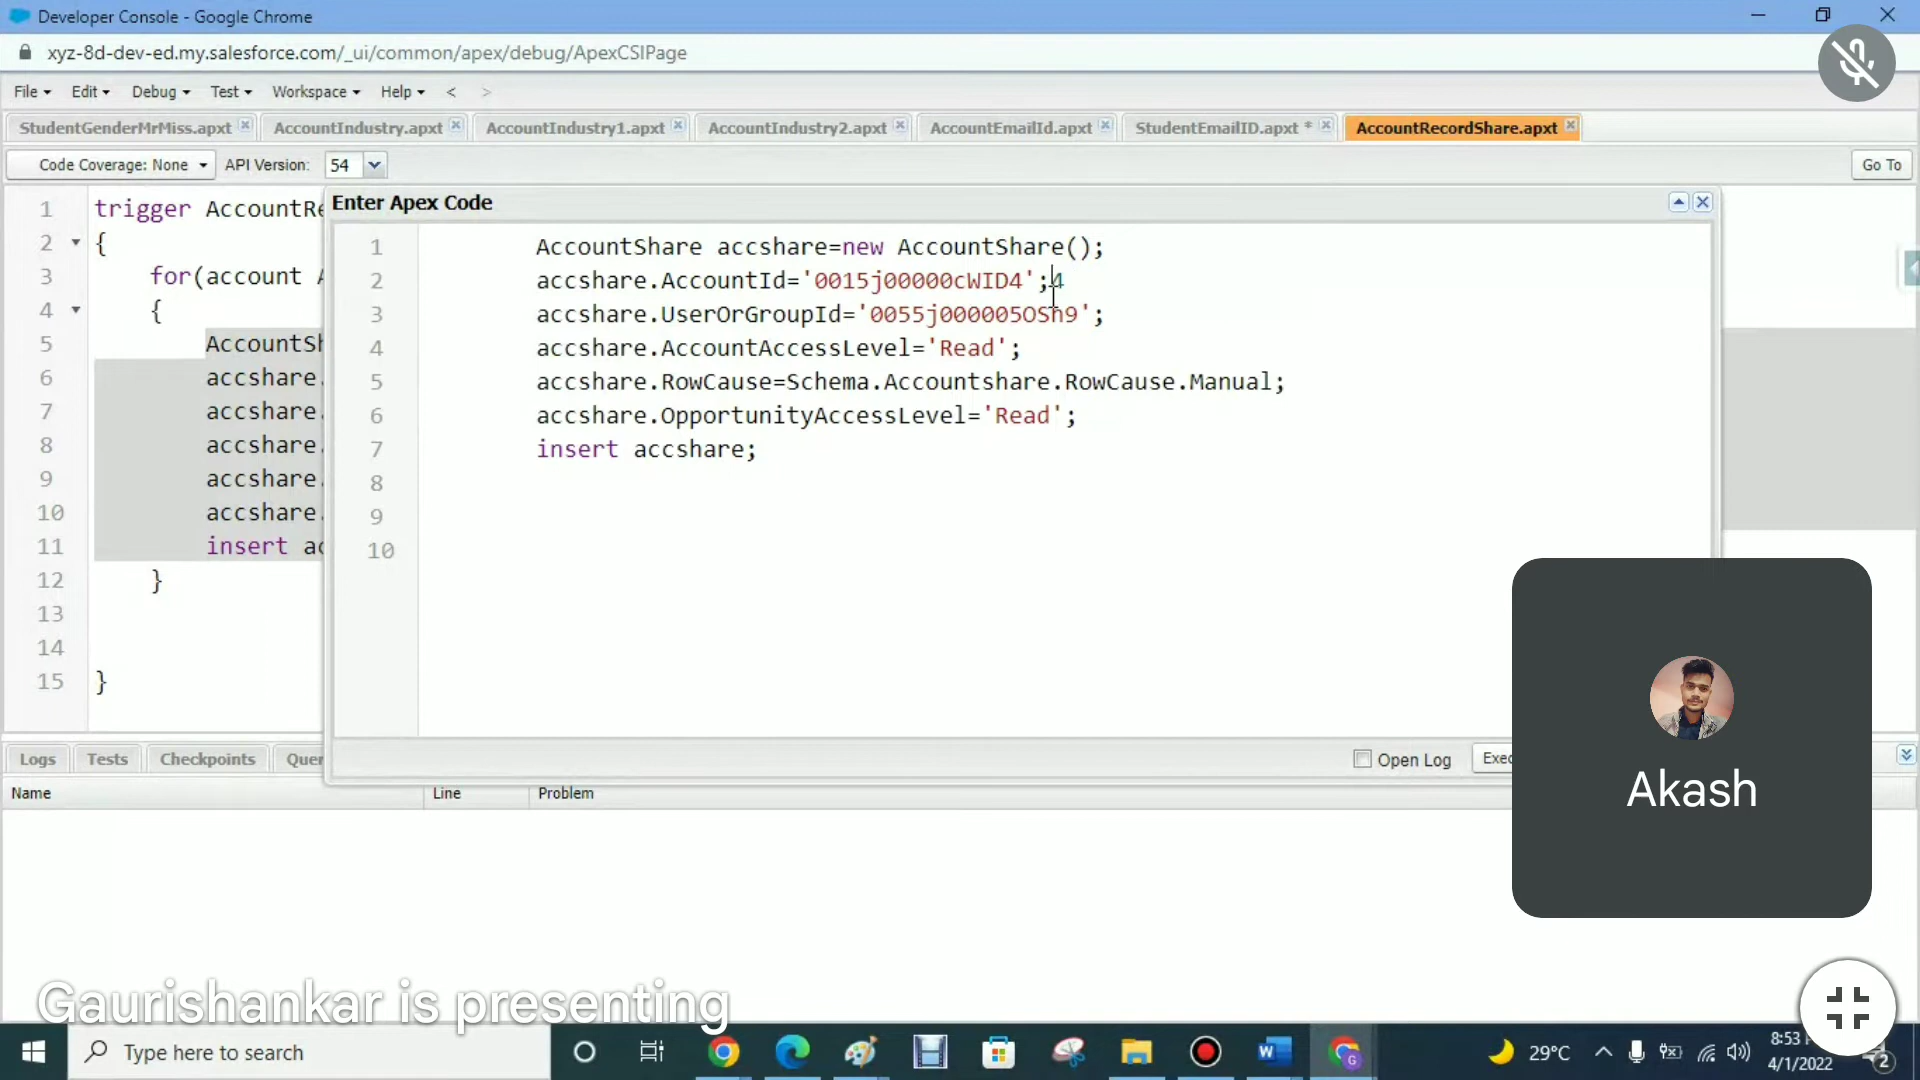 Developer Console - Google Chrome
xyz-8d-dev-ed.my.salesforce.com/_ui/common/apex/debug/ApexCSIPage
File Edit Debug Test Workspace Help < >
StudentGenderMrMiss.apxt AccountIndustry.apxt AccountIndustry1.apxt AccountIndustry2.apxt AccountEmailId.apxt StudentEmailID.apxt * AccountRecordShare.apxt
Code Coverage: None API Version: 54 Go To
1 trigger AccountRe
2 {
3 for(account A
4 {
5 AccountSh
6 accshare.
7 accshare.
8 accshare.
9 accshare.
10 accshare.
11 insert ac
12 }
13
14
15 }
Enter Apex Code
1 AccountShare accshare=new AccountShare();
2 accshare.AccountId='0015j00000cWID4';4
3 accshare.UserOrGroupId='0055j000005OSh9';
4 accshare.AccountAccessLevel='Read';
5 accshare.RowCause=Schema.Accountshare.RowCause.Manual;
6 accshare.OpportunityAccessLevel='Read';
7 insert accshare;
8
9
10
Open Log Exec
Logs Tests Checkpoints Quer
Name Line Problem
Akash
Gaurishankar is presenting
Type here to search
29°C
8:53
4/1/2022
2